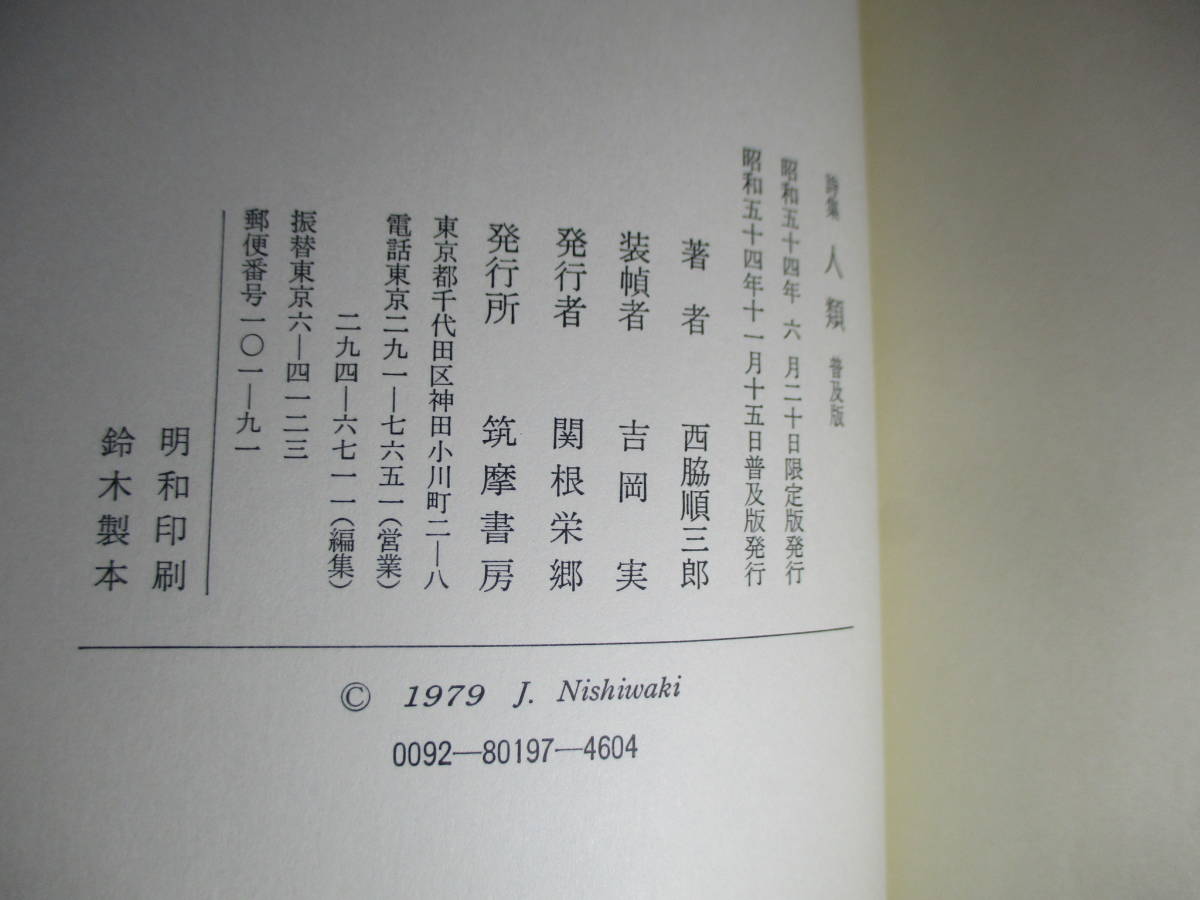 詩集 人類 普及版
昭和五十四年 六 月二十日限定版発行
昭和五十四年十一月十五日普及版発行
著者 西脇順三郎
装幀者 吉岡実
発行者 関根栄郷
発行所 筑摩書房
東京都千代田区神田小川町二―八
電話東京二九一―七六五一(営業)
二九四―六七一一(編集)
振替東京六―四一二三
郵便番号一〇一―九一
明和印刷
鈴木製本
© 1979 J. Nishiwaki
0092―80197―4604